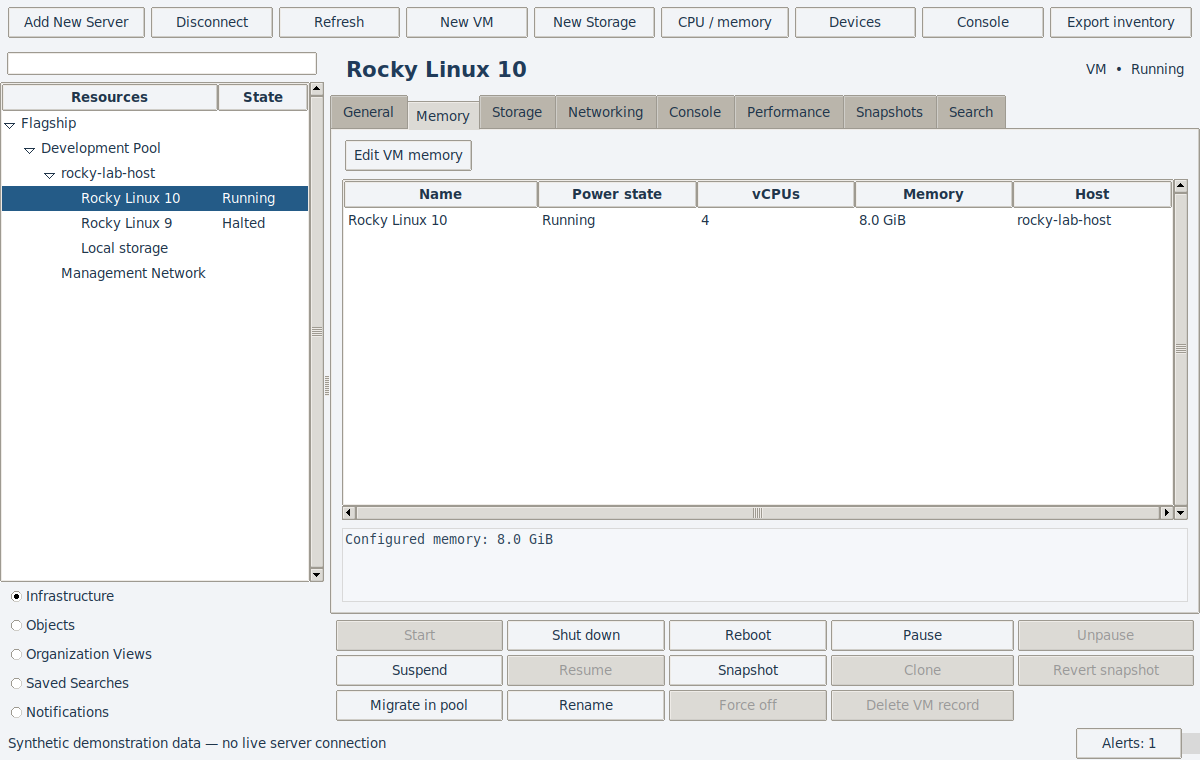 Add New Server Disconnect Refresh New VM New Storage CPU / memory Devices Console Export inventory
Rocky Linux 10
VM • Running
Resources State
Flagship
Development Pool
rocky-lab-host
Rocky Linux 10 Running
Rocky Linux 9 Halted
Local storage
Management Network
Infrastructure
Objects
Organization Views
Saved Searches
Notifications
General Memory Storage Networking Console Performance Snapshots Search
Edit VM memory
Name Power state vCPUs Memory Host
Rocky Linux 10 Running 4 8.0 GiB rocky-lab-host
Configured memory: 8.0 GiB
Start Shut down Reboot Pause Unpause
Suspend Resume Snapshot Clone Revert snapshot
Migrate in pool Rename Force off Delete VM record
Synthetic demonstration data — no live server connection
Alerts: 1